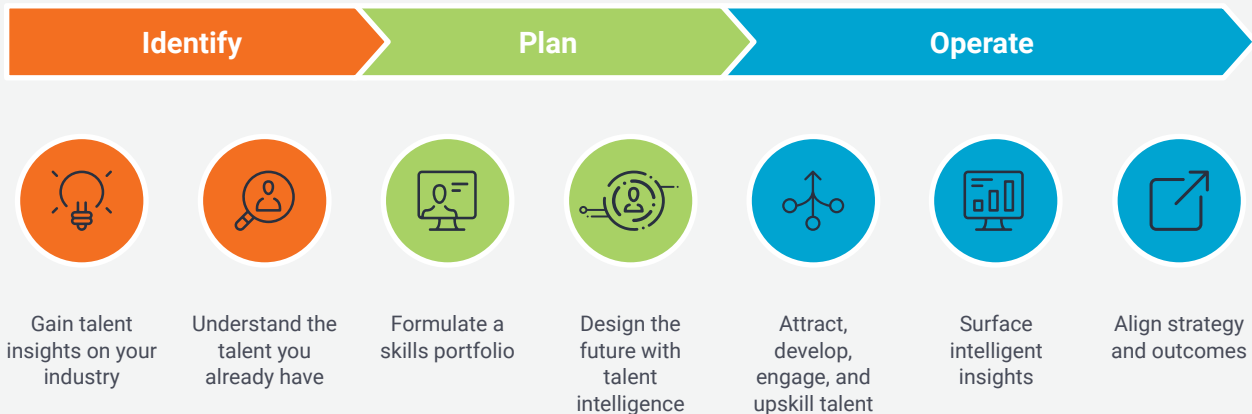 Identify
Plan
Operate
Gain talent
insights on your
industry
Understand the
talent you
already have
Formulate a
skills portfolio
Design the
future with
talent
intelligence
Attract,
develop,
engage, and
upskill talent
Surface
intelligent
insights
Align strategy
and outcomes